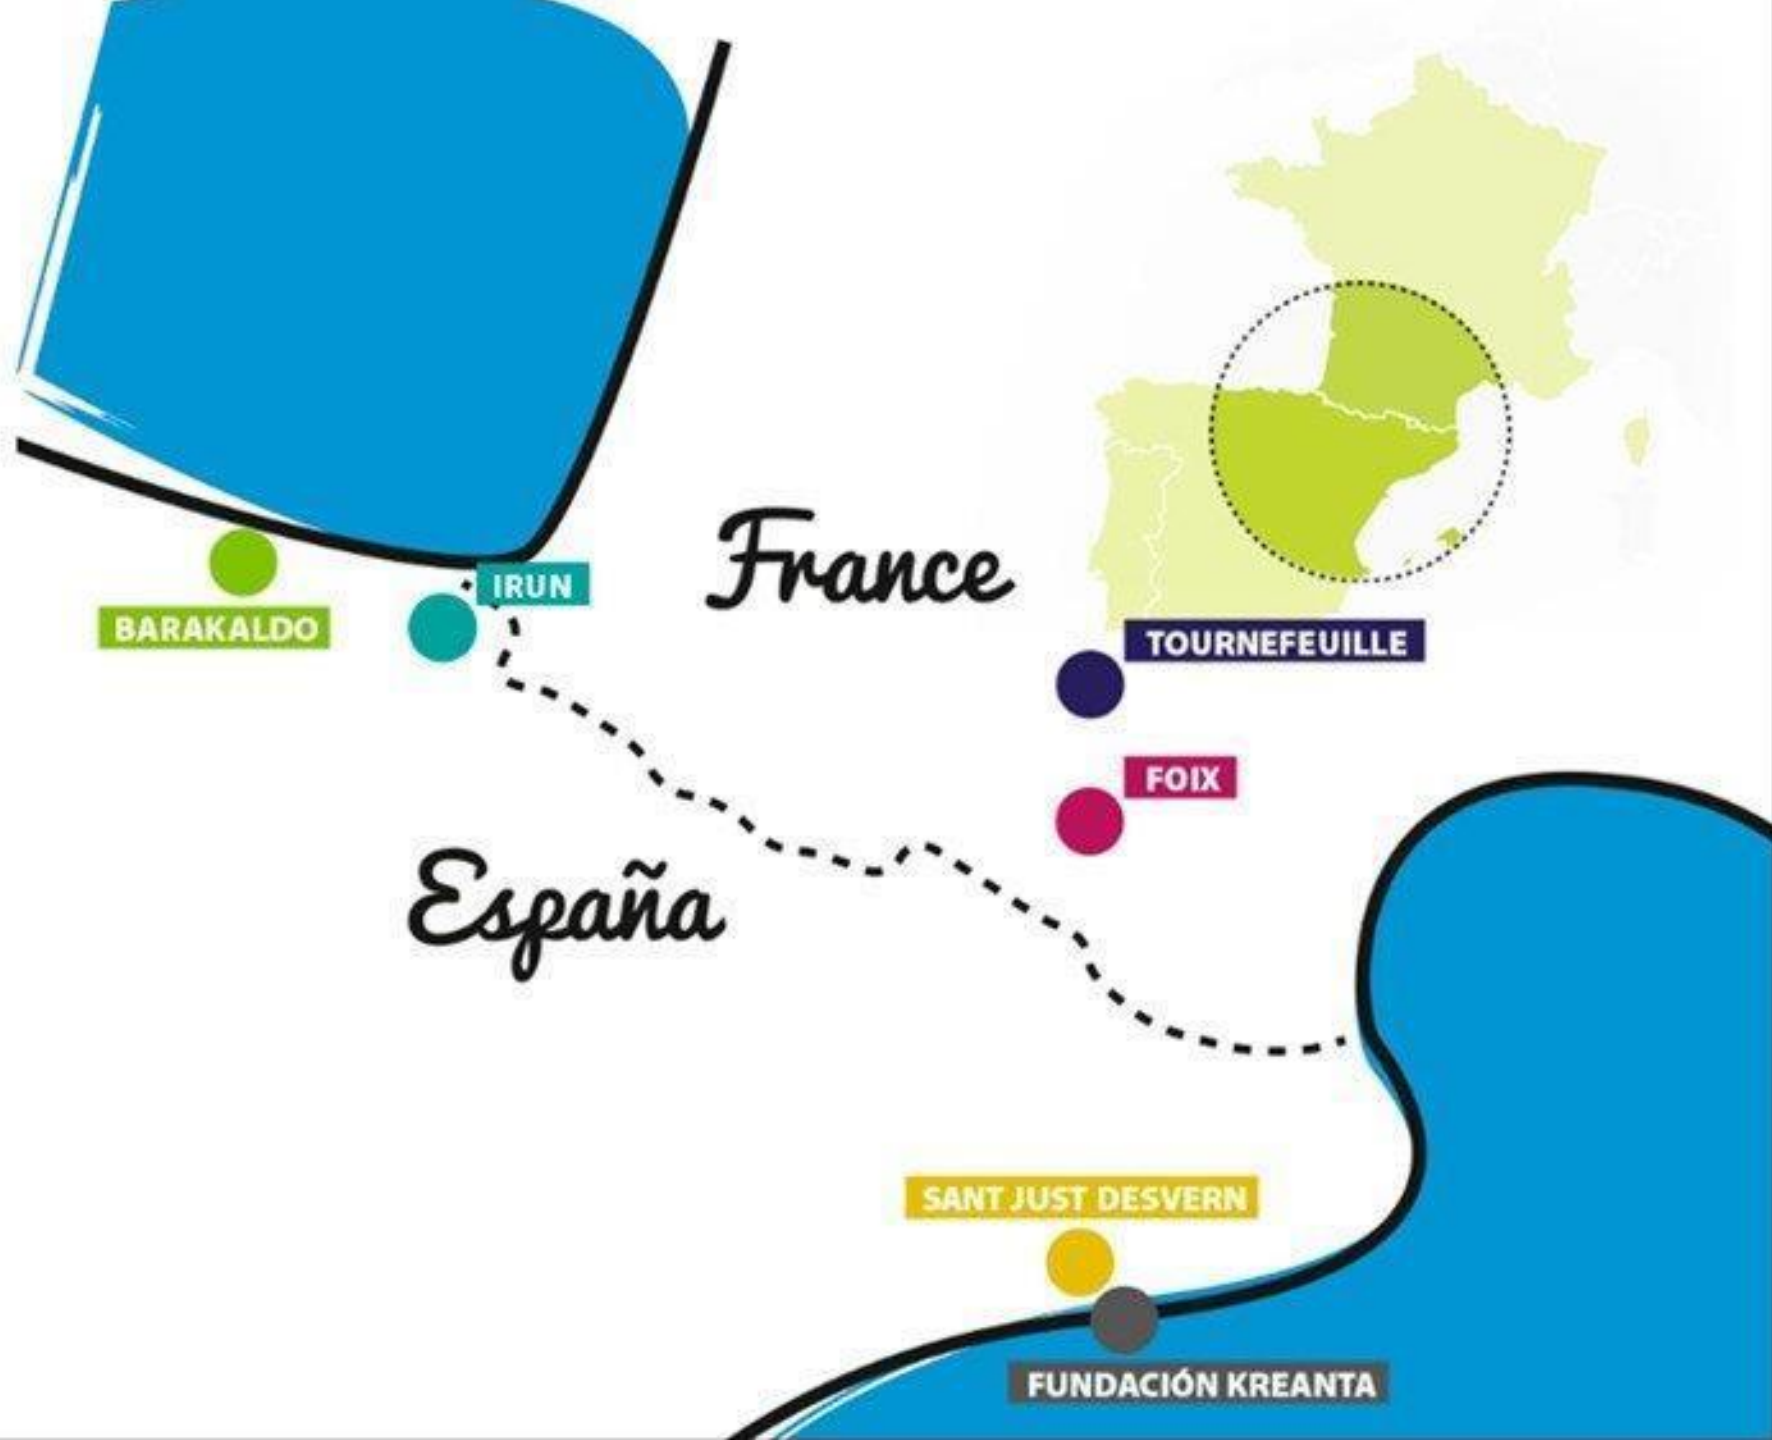 IRUN
France
BARAKALDO
TOURNEFEUILLE
FOIX
España
SANT JUST DESVERN
FUNDACIÓN KREANTA